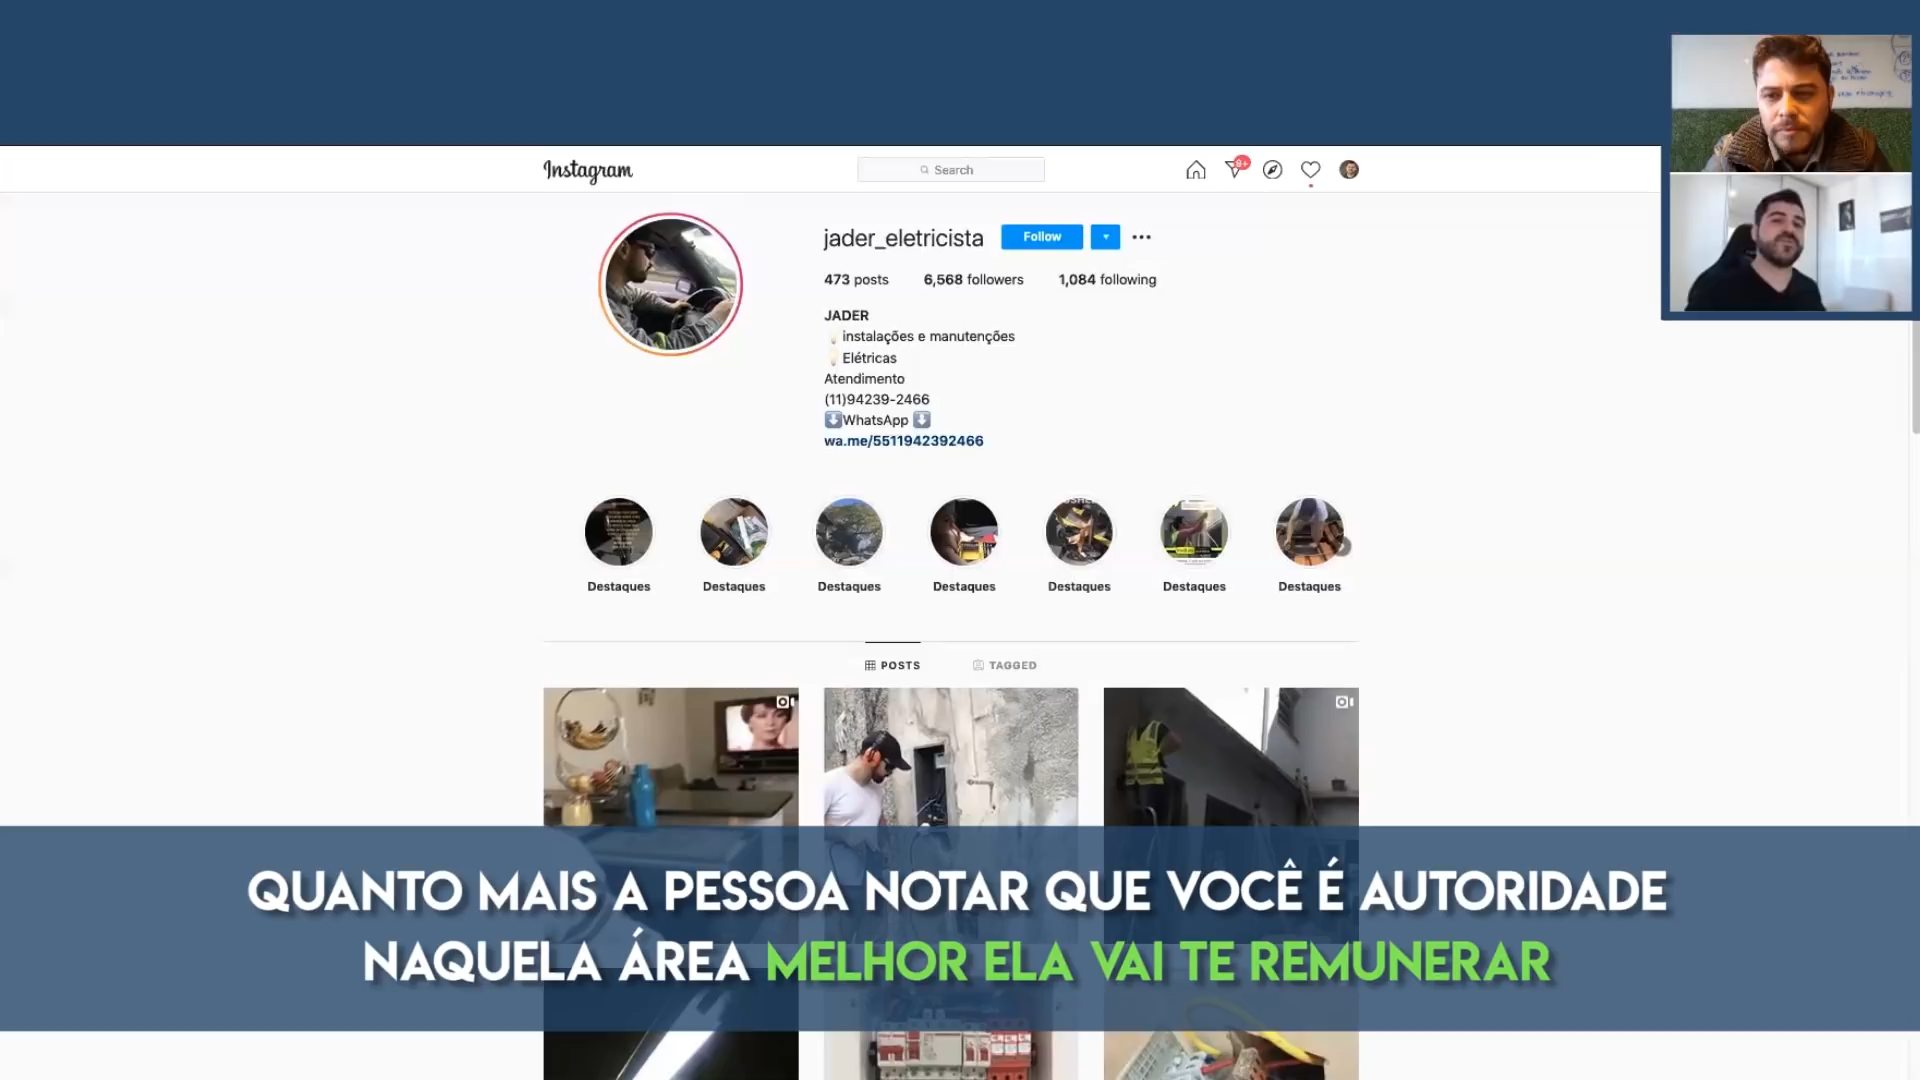 Instagram
Search
9+
jader_eletricista
Follow
473 posts 6,568 followers 1,084 following
JADER
instalações e manutenções
Elétricas
Atendimento
(11)94239-2466
WhatsApp
wa.me/5511942392466
Destaques Destaques Destaques Destaques Destaques Destaques Destaques
POSTS TAGGED
QUANTO MAIS A PESSOA NOTAR QUE VOCÊ É AUTORIDADE
NAQUELA ÁREA MELHOR ELA VAI TE REMUNERAR